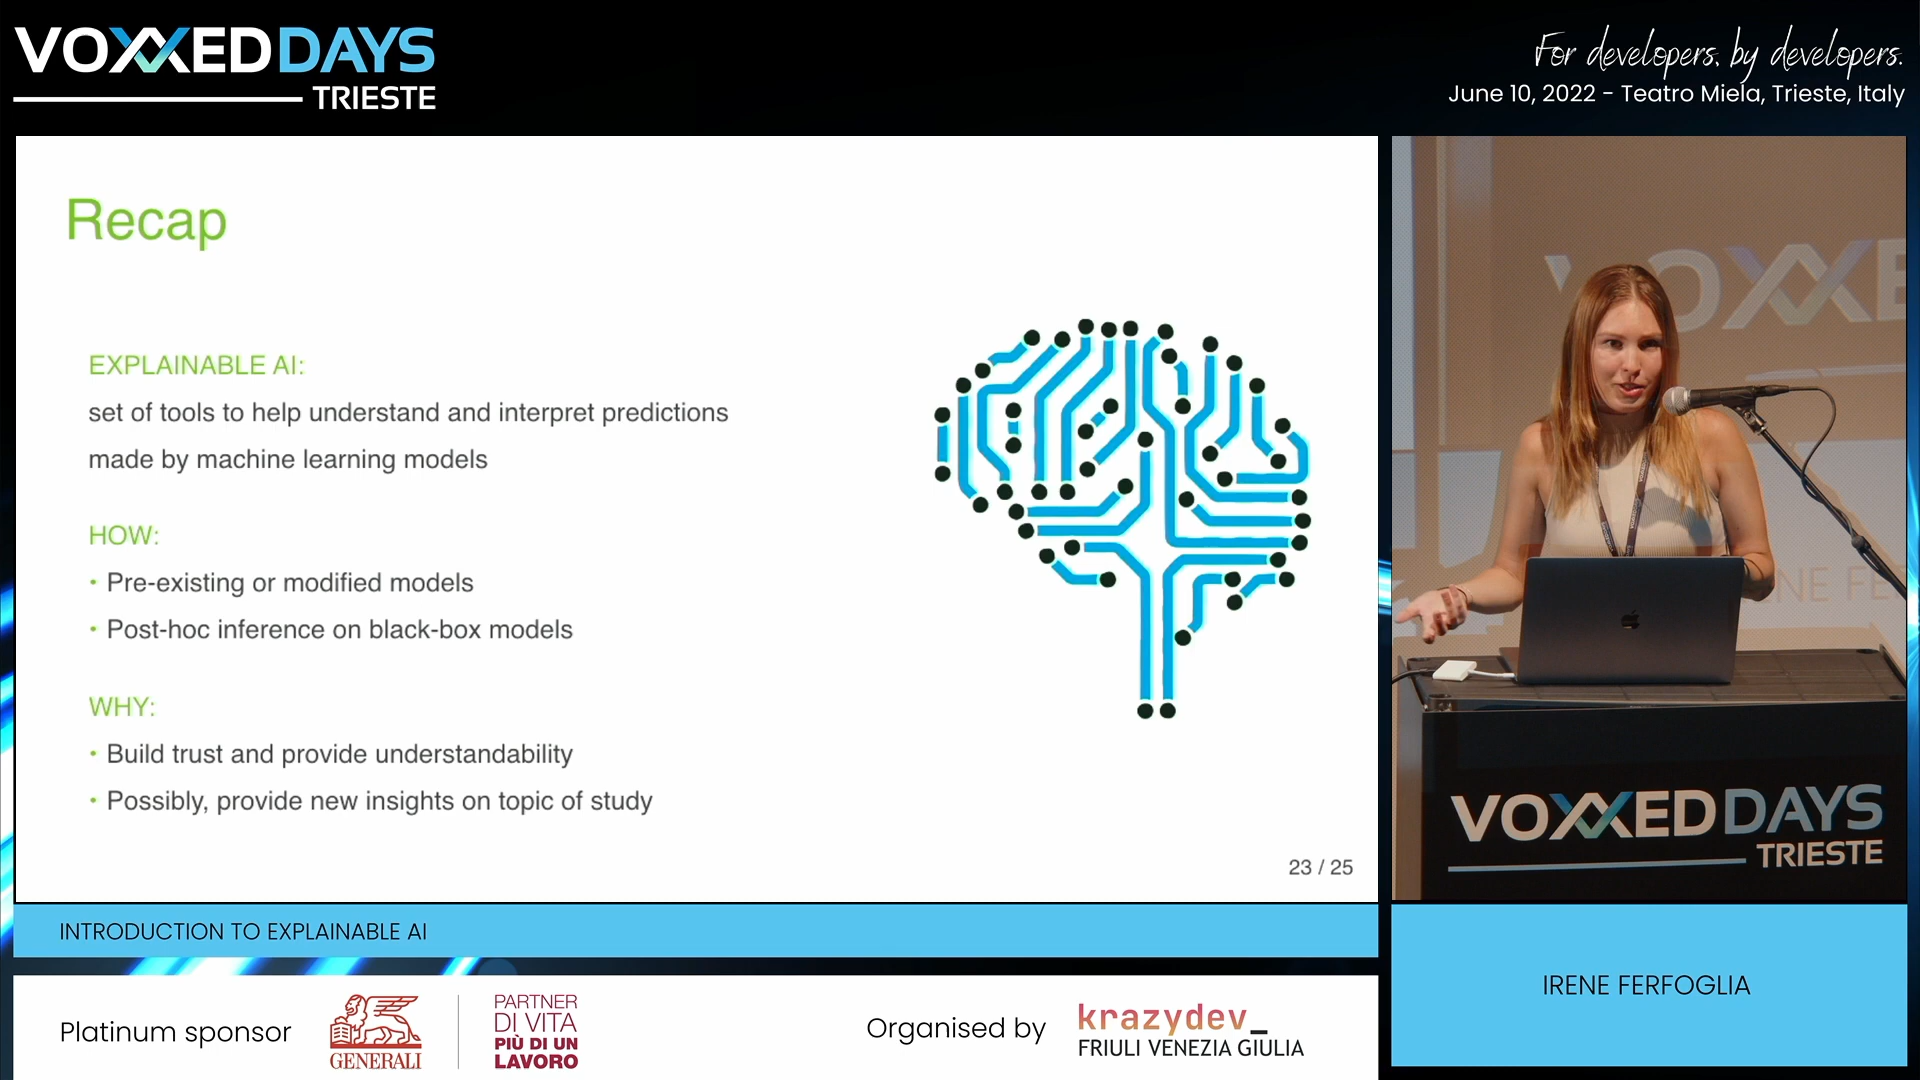 VOXXEDDAYS
TRIESTE
For developers, by developers.
June 10, 2022 - Teatro Miela, Trieste, Italy
Recap
EXPLAINABLE AI:
set of tools to help understand and interpret predictions
made by machine learning models
HOW:
• Pre-existing or modified models
• Post-hoc inference on black-box models
WHY:
• Build trust and provide understandability
• Possibly, provide new insights on topic of study
23 / 25
VOXXE
ENE FE
VOXXEDDAYS
TRIESTE
INTRODUCTION TO EXPLAINABLE AI
IRENE FERFOGLIA
Platinum sponsor
GENERALI
PARTNER
DI VITA
PIÙ DI UN
LAVORO
Organised by
krazydev_
FRIULI VENEZIA GIULIA